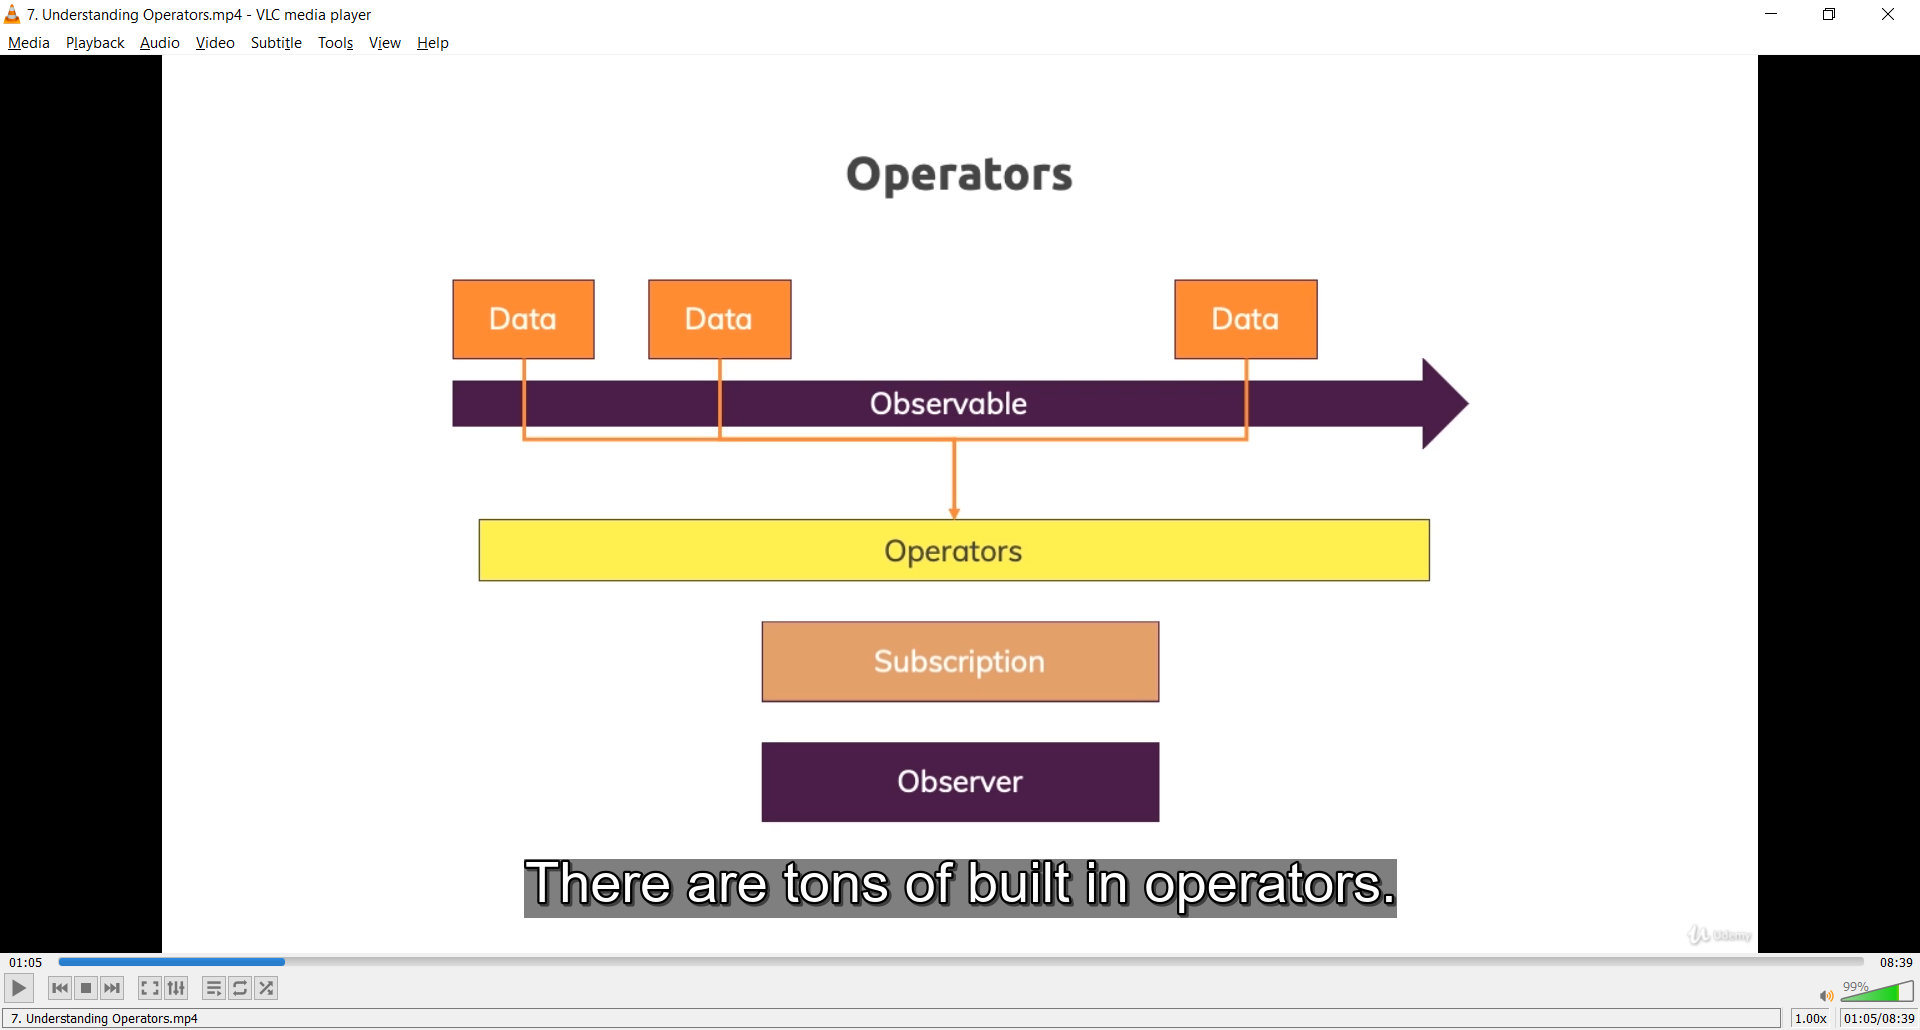 7. Understanding Operators.mp4 - VLC media player
Media Playback Audio Video Subtitle Tools View Help
Operators
Data Data Data
Observable
Operators
Subscription
Observer
There are tons of built in operators.
Udemy
01:05 08:39
99%
7. Understanding Operators.mp4 1.00x 01:05/08:39